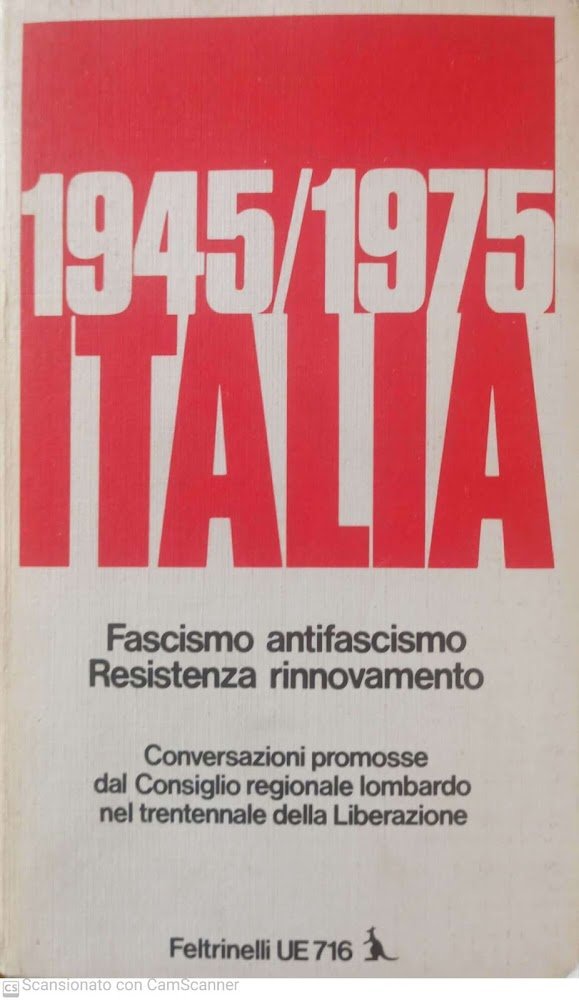 1945/1975
ITALIA
Fascismo antifascismo
Resistenza rinnovamento
Conversazioni promosse
dal Consiglio regionale lombardo
nel trentennale della Liberazione
Feltrinelli UE 716
CS Scansionato con CamScanner